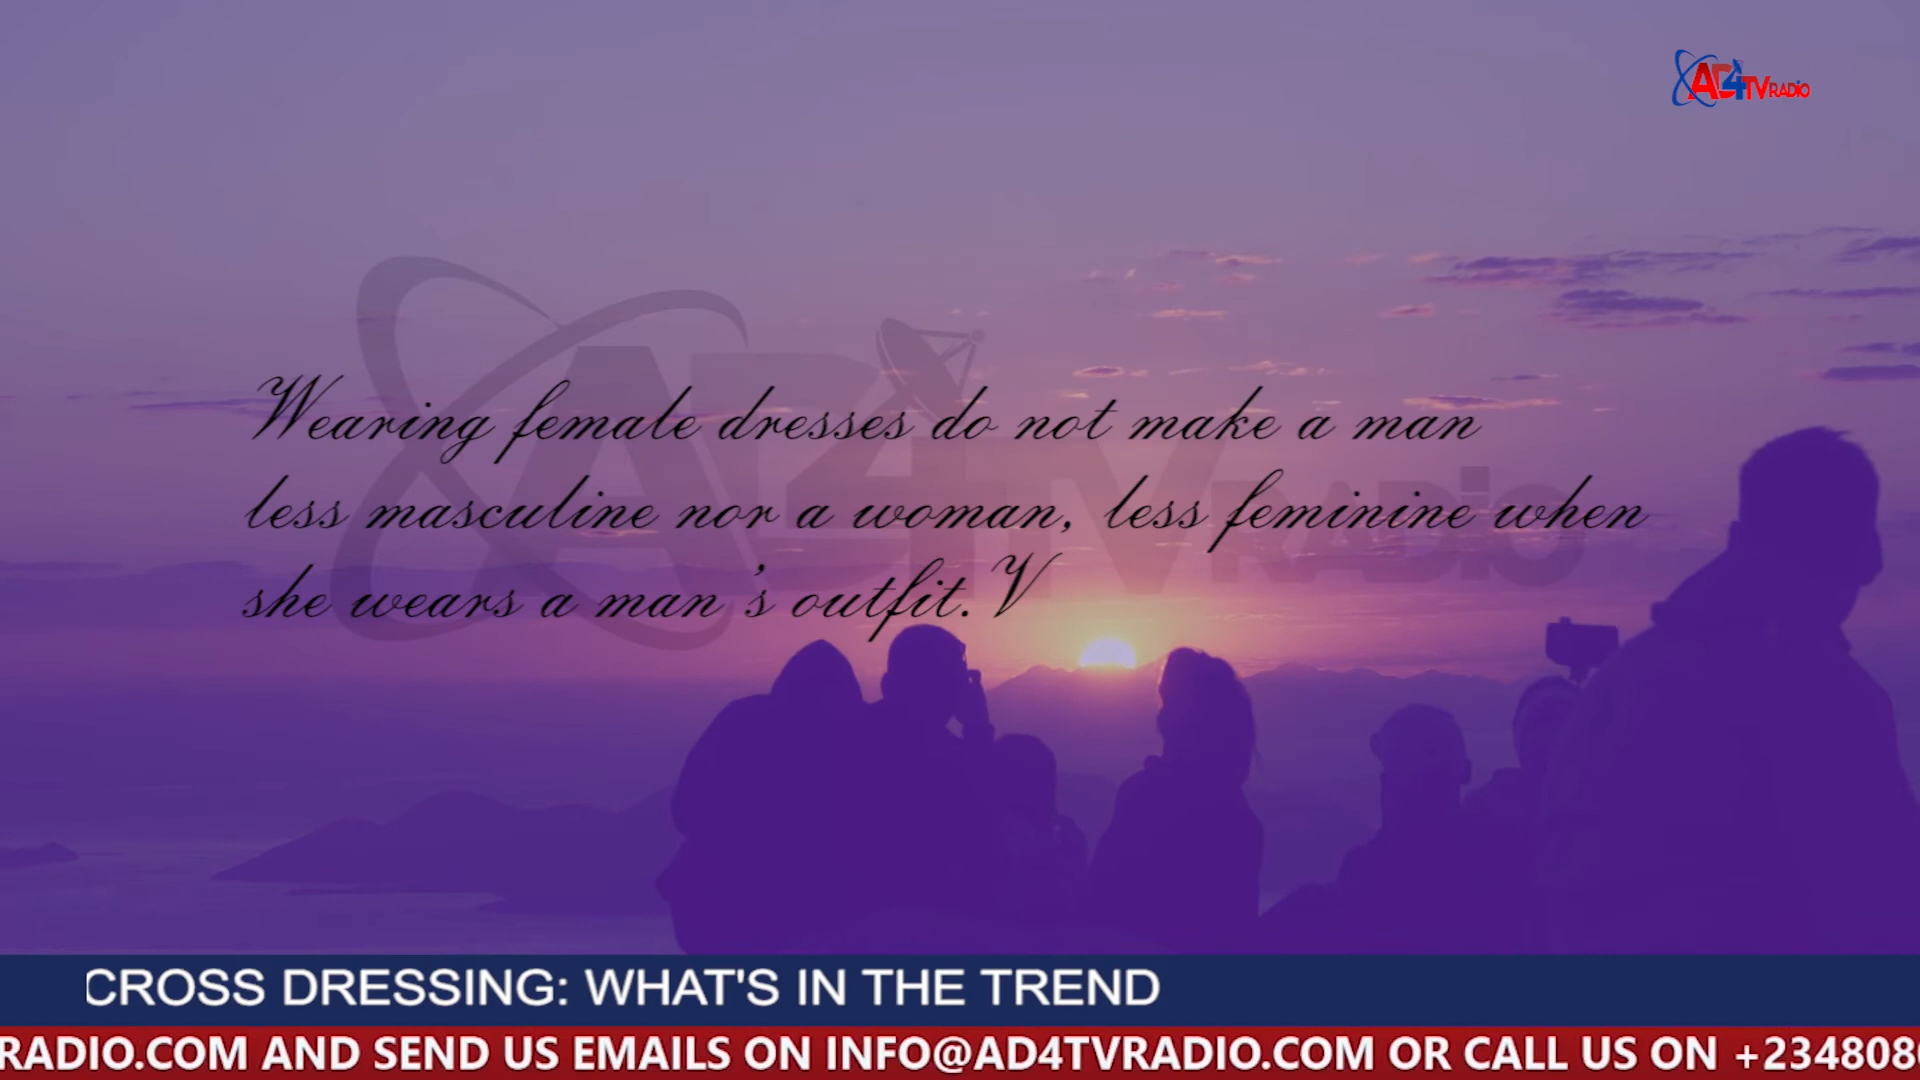 AD4TV RADIO
Wearing female dresses do not make a man
less masculine nor a woman, less feminine when
she wears a man's outfit.V
AD4TV RADIO
CROSS DRESSING: WHAT'S IN THE TREND
RADIO.COM AND SEND US EMAILS ON INFO@AD4TVRADIO.COM OR CALL US ON +234808